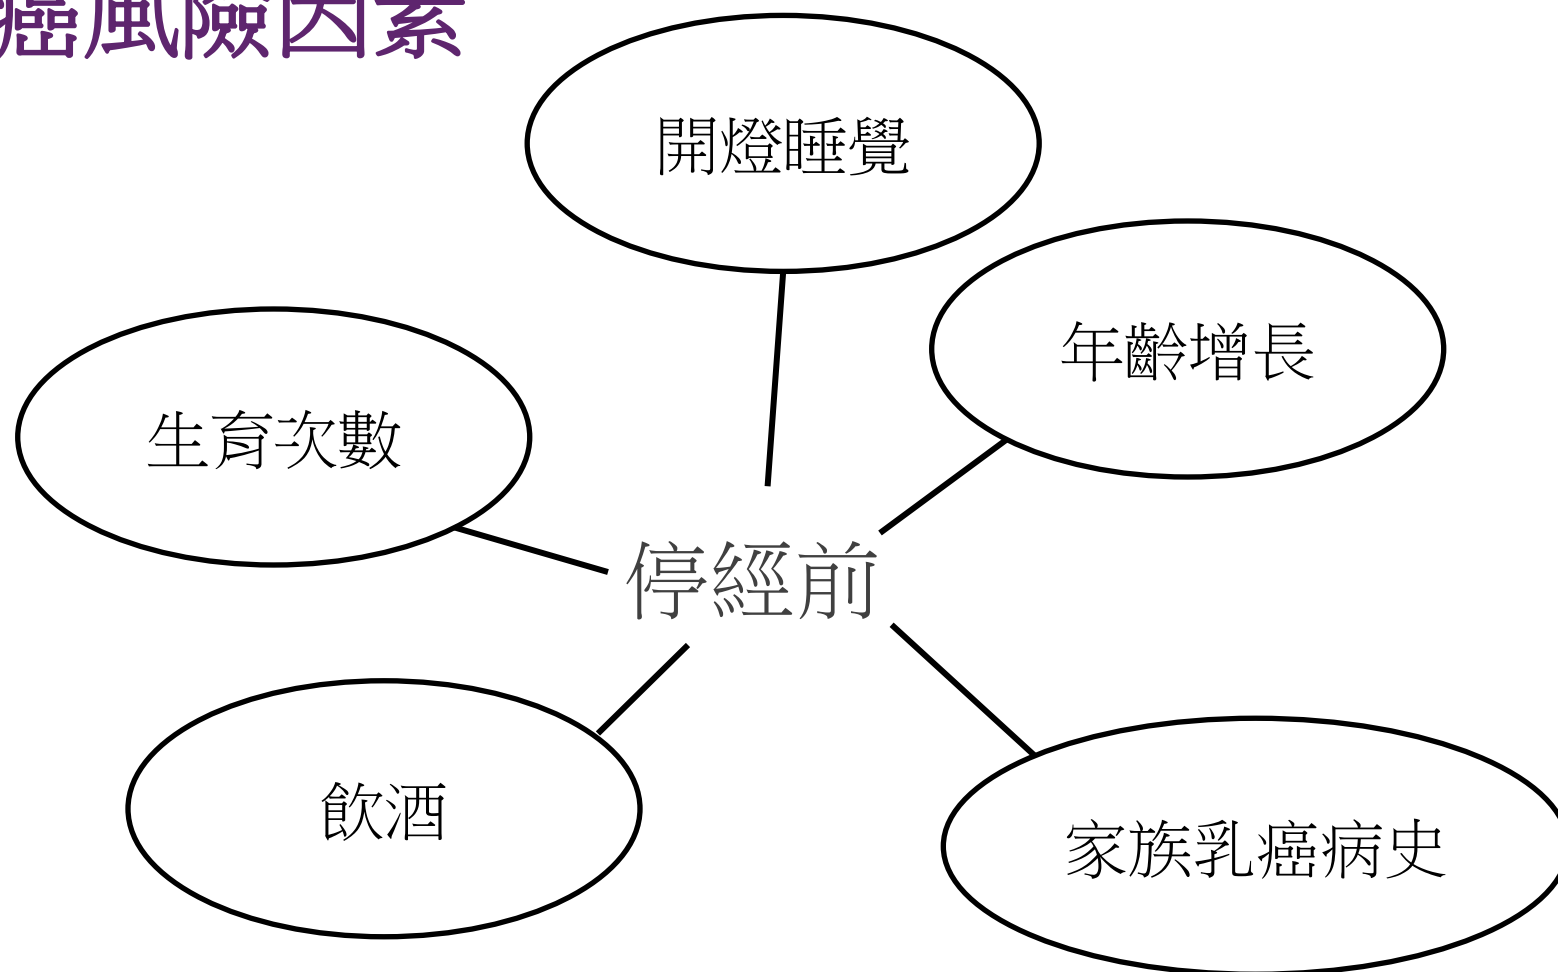 癌風險因素
開燈睡覺
年齡增長
生育次數
停經前
飲酒
家族乳癌病史